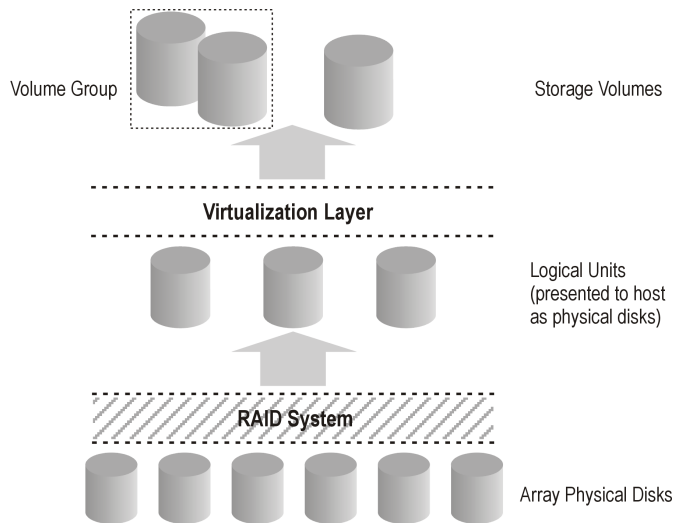 Volume Group
Storage Volumes
Virtualization Layer
Logical Units
(presented to host
as physical disks)
RAID System
Array Physical Disks